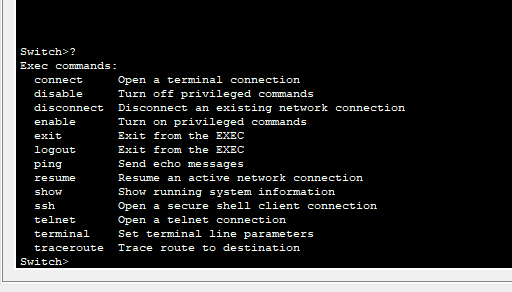 Switch>?
Exec commands:
  connect     Open a terminal connection
  disable     Turn off privileged commands
  disconnect  Disconnect an existing network connection
  enable      Turn on privileged commands
  exit        Exit from the EXEC
  logout      Exit from the EXEC
  ping        Send echo messages
  resume      Resume an active network connection
  show        Show running system information
  ssh         Open a secure shell client connection
  telnet      Open a telnet connection
  terminal    Set terminal line parameters
  traceroute  Trace route to destination
Switch>